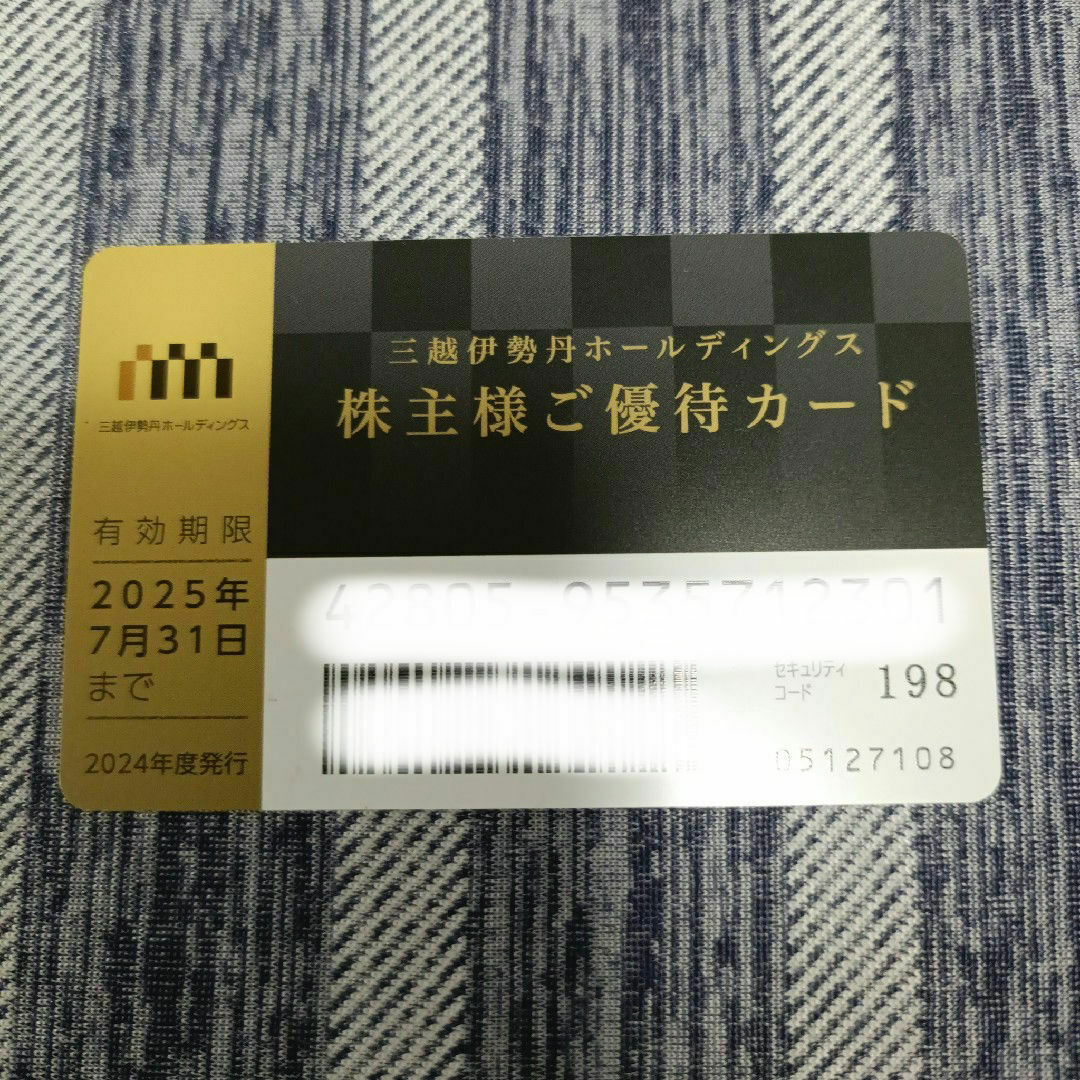 三越伊勢丹ホールディングス
株主様ご優待カード
三越伊勢丹ホールディングス
有効期限
2025年
7月31日
まで
2024年度発行
セキュリティ
コード
198
05127108